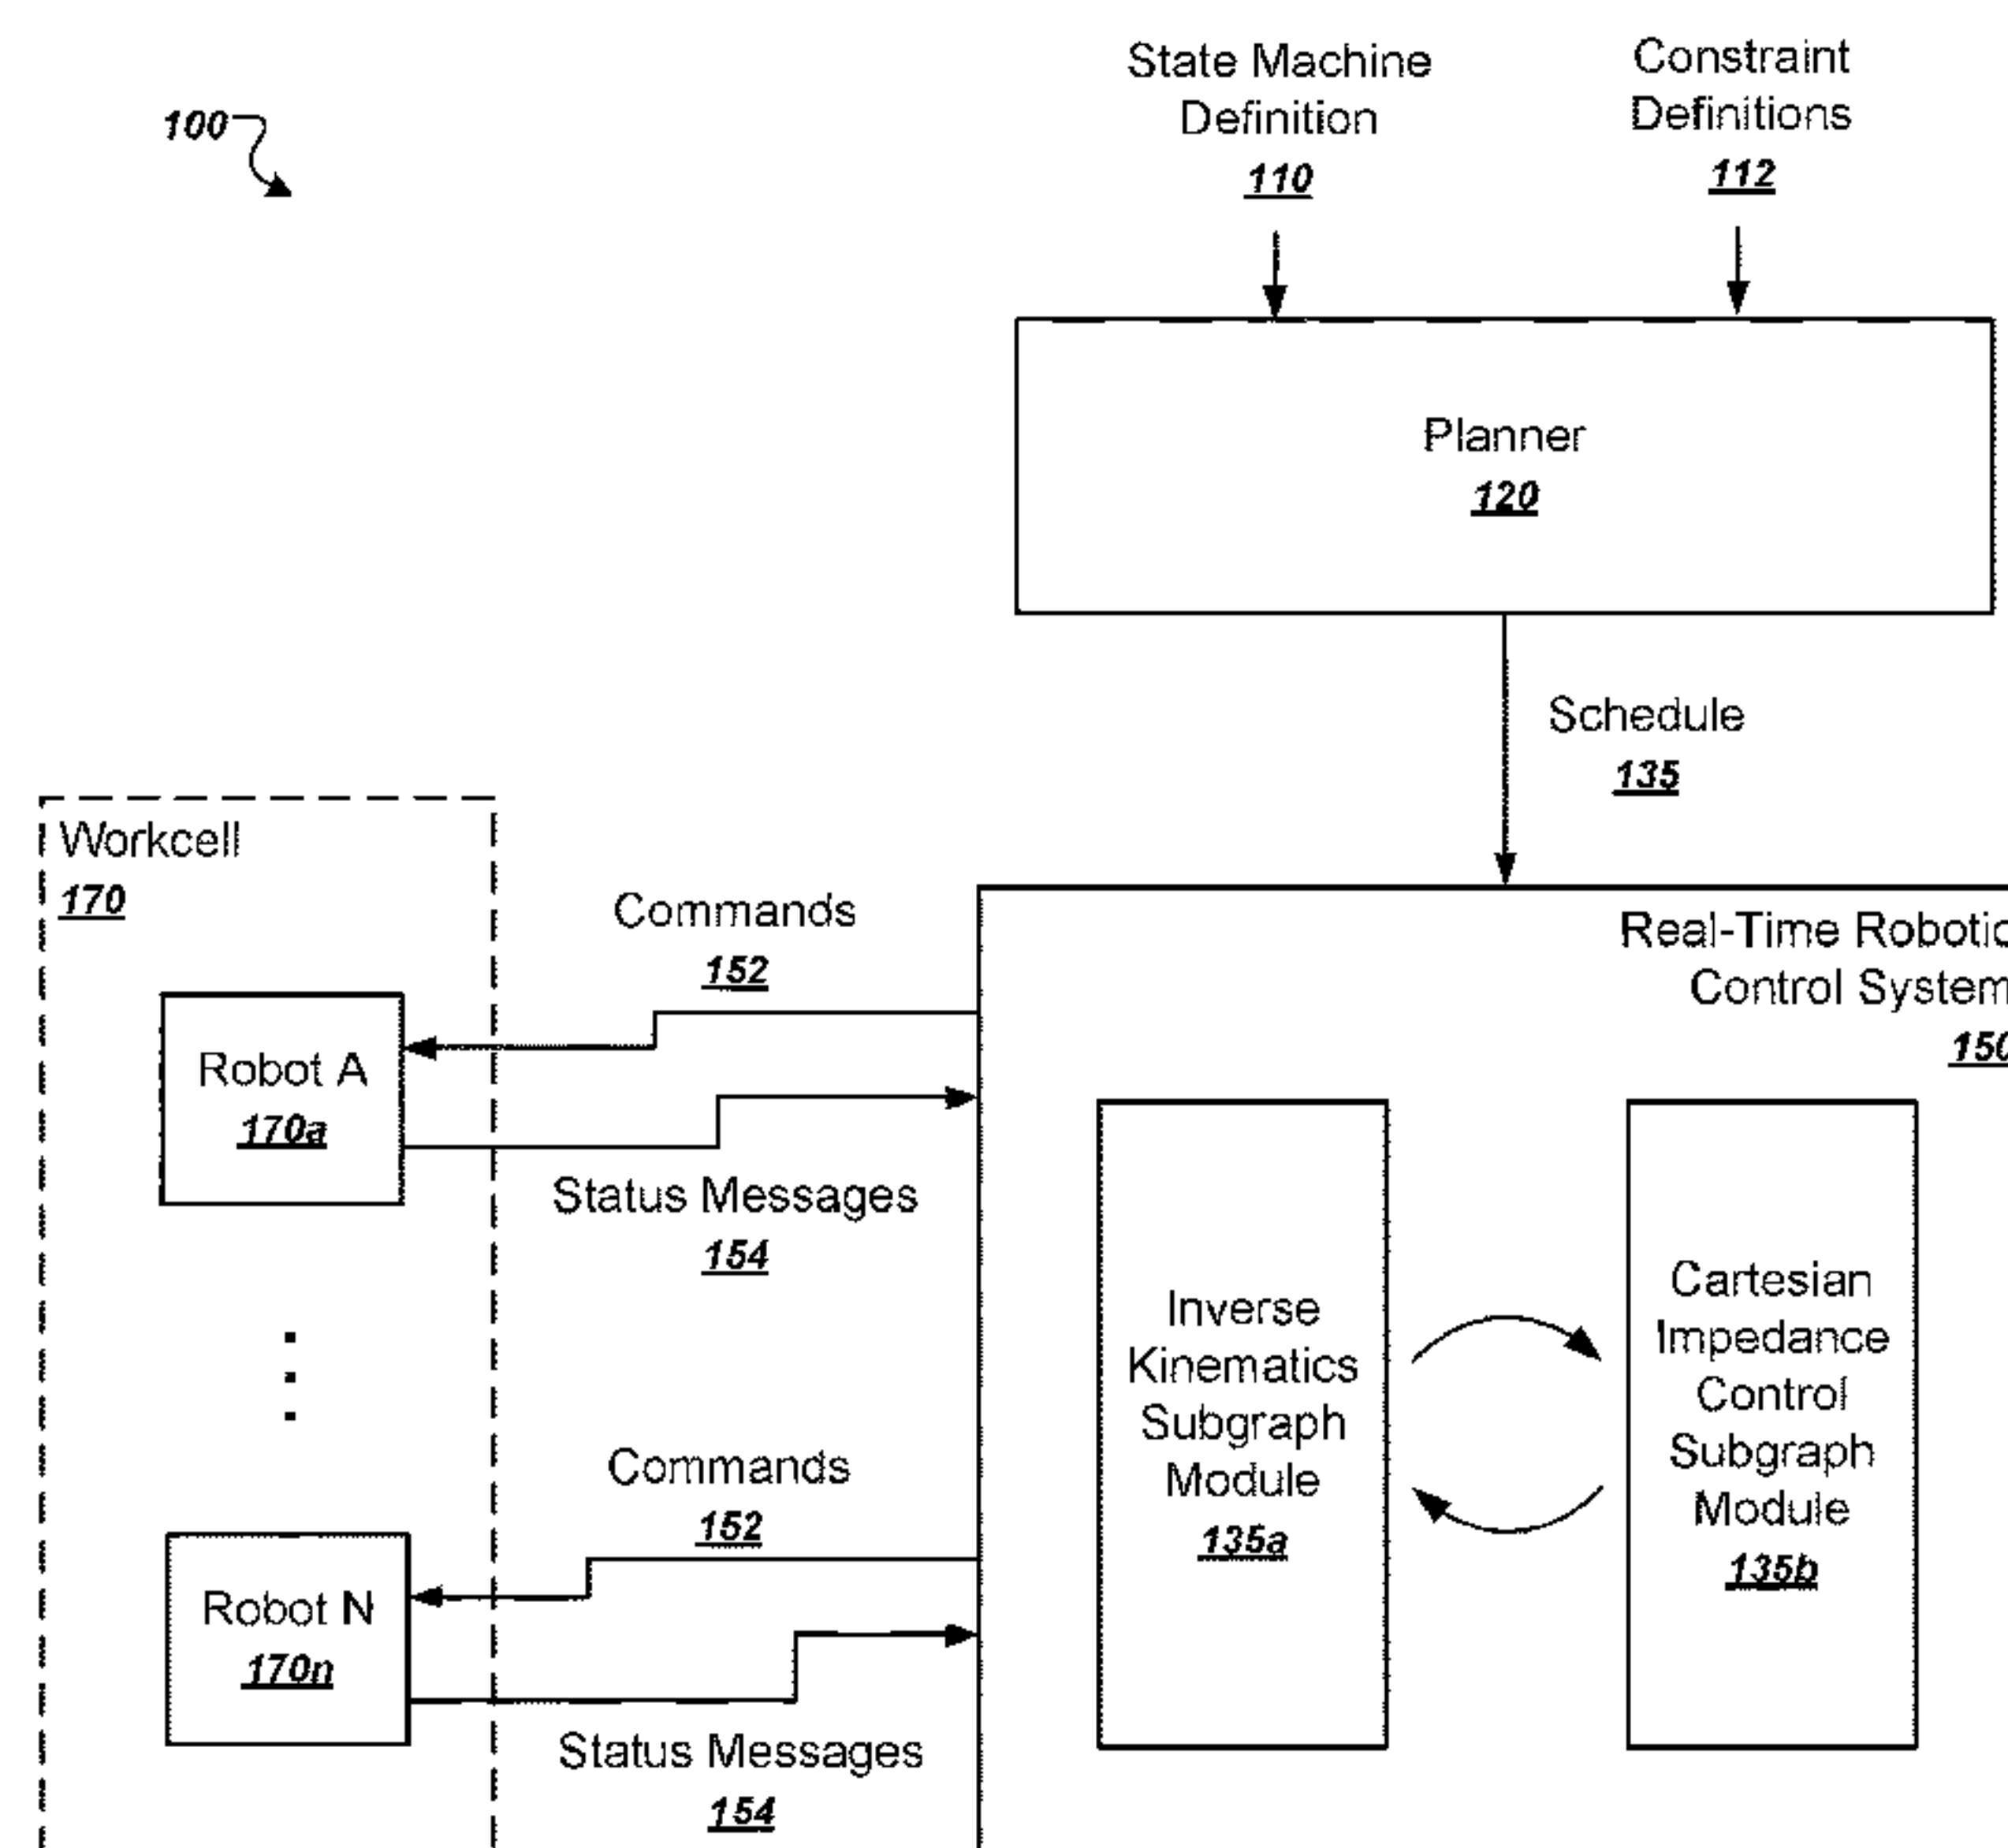 100
State Machine
Definition
110
Constraint
Definitions
112
Planner
120
Schedule
135
Workcell
170
Commands
152
Robot A
170a
Status Messages
154
Commands
152
Robot N
170n
Status Messages
154
Real-Time Robotic
Control System
150
Inverse
Kinematics
Subgraph
Module
135a
Cartesian
Impedance
Control
Subgraph
Module
135b